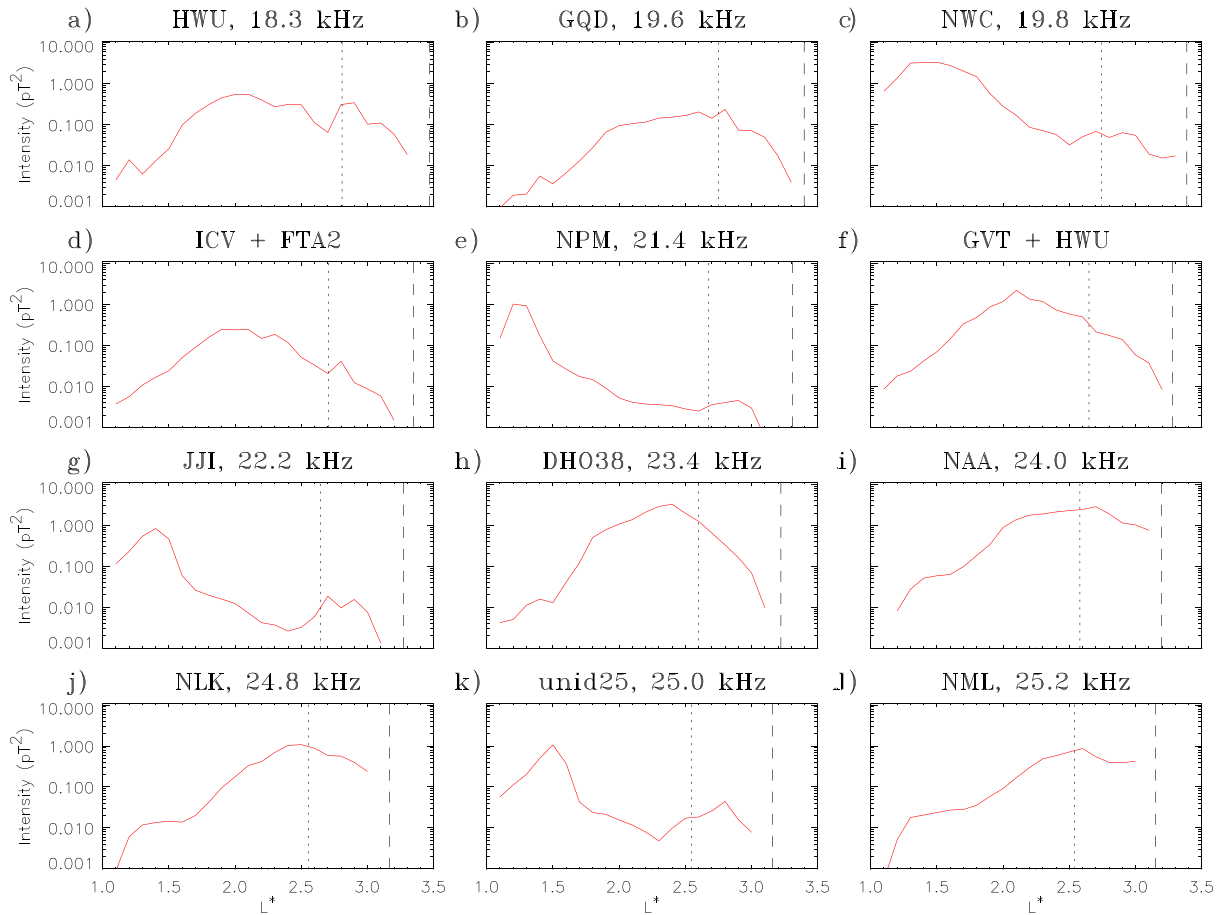 a) HWU, 18.3 kHz
b) GQD, 19.6 kHz
c) NWC, 19.8 kHz
Intensity (pT²)
10.000
1.000
0.100
0.010
0.001
d) ICV + FTA2
e) NPM, 21.4 kHz
f) GVT + HWU
Intensity (pT²)
10.000
1.000
0.100
0.010
0.001
g) JJI, 22.2 kHz
h) DHO38, 23.4 kHz
i) NAA, 24.0 kHz
Intensity (pT²)
10.000
1.000
0.100
0.010
0.001
j) NLK, 24.8 kHz
k) unid25, 25.0 kHz
l) NML, 25.2 kHz
Intensity (pT²)
10.000
1.000
0.100
0.010
0.001
1.0 1.5 2.0 2.5 3.0 3.5
1.0 1.5 2.0 2.5 3.0 3.5
1.0 1.5 2.0 2.5 3.0 3.5
L*
L*
L*